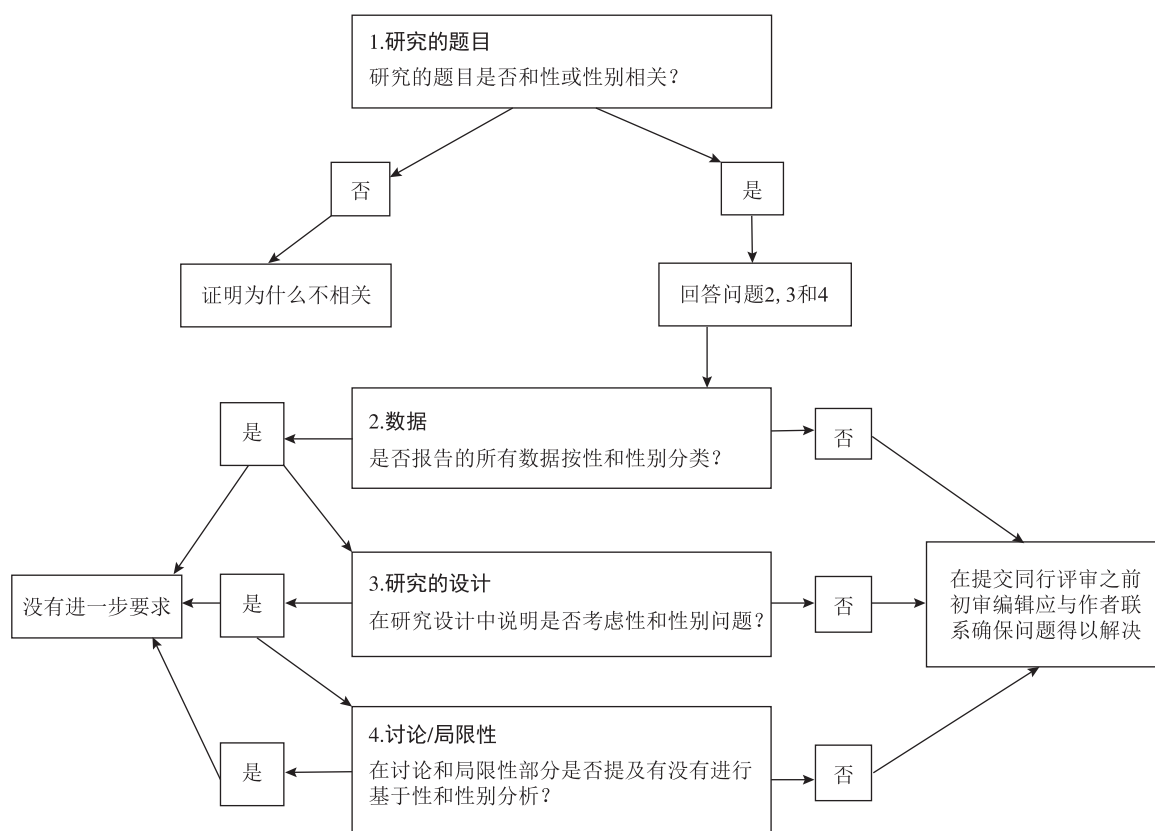 1.研究的题目
研究的题目是否和性或性别相关？
否
是
证明为什么不相关
回答问题2, 3和4
2.数据
是否报告的所有数据按性和性别分类？
是
否
3.研究的设计
在研究设计中说明是否考虑性和性别问题？
没有进一步要求
是
否
在提交同行评审之前
初审编辑应与作者联
系确保问题得以解决
4.讨论/局限性
在讨论和局限性部分是否提及有没有进行
基于性和性别分析？
是
否